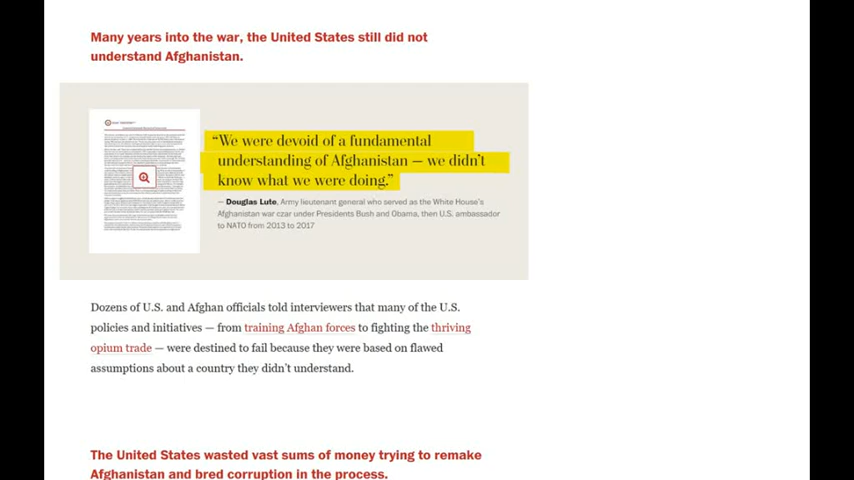 Many years into the war, the United States still did not
understand Afghanistan.
“We were devoid of a fundamental
understanding of Afghanistan — we didn’t
know what we were doing.”
— Douglas Lute, Army lieutenant general who served as the White House’s
Afghanistan war czar under Presidents Bush and Obama, then U.S. ambassador
to NATO from 2013 to 2017
Dozens of U.S. and Afghan officials told interviewers that many of the U.S.
policies and initiatives — from training Afghan forces to fighting the thriving
opium trade — were destined to fail because they were based on flawed
assumptions about a country they didn’t understand.
The United States wasted vast sums of money trying to remake
Afghanistan and bred corruption in the process.